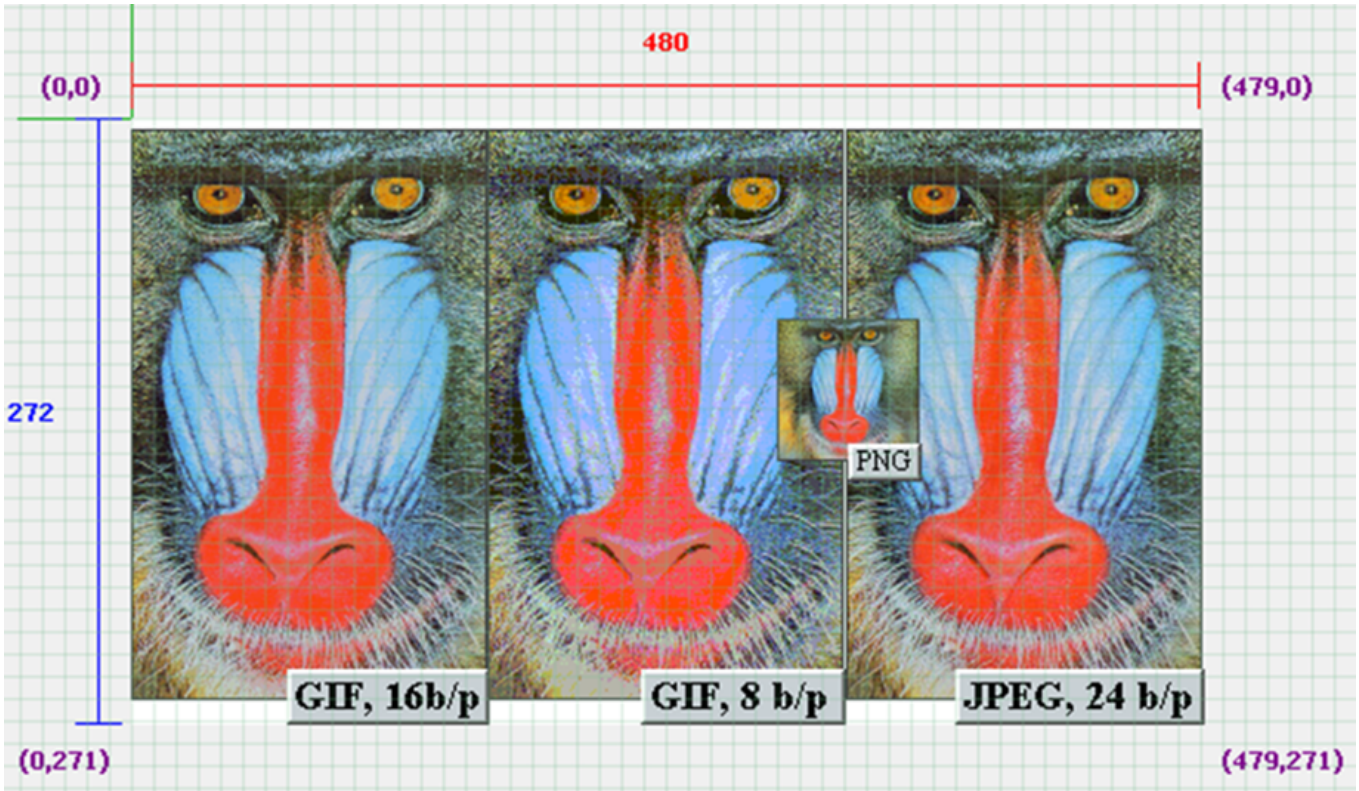 480
(0,0)
(479,0)
272
PNG
GIF, 16b/p
GIF, 8 b/p
JPEG, 24 b/p
(0,271)
(479,271)